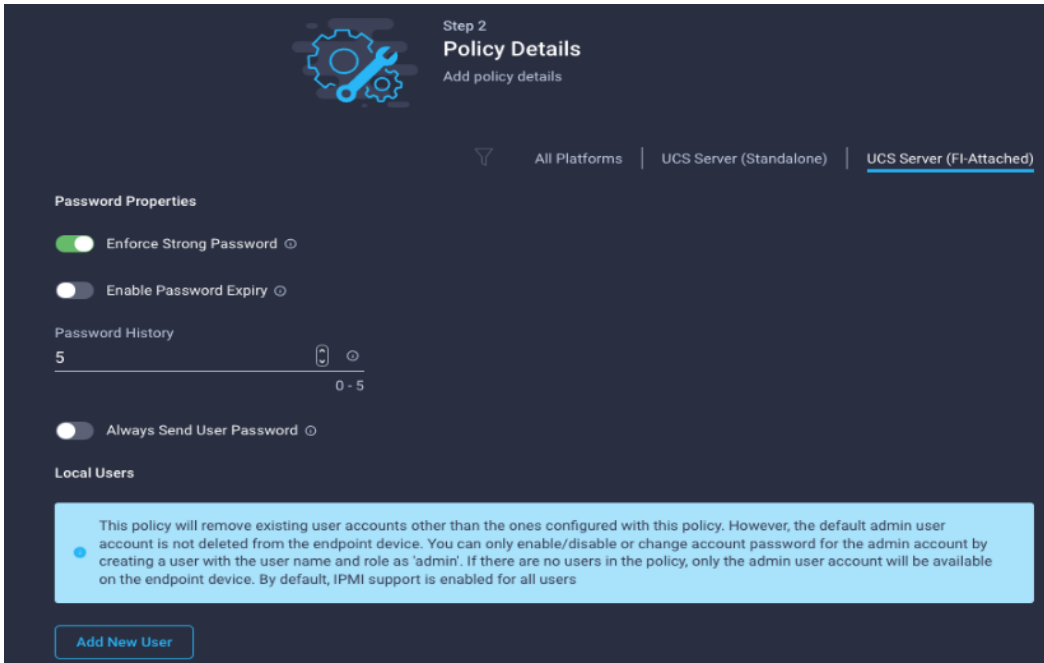 Step 2
Policy Details
Add policy details
All Platforms
UCS Server (Standalone)
UCS Server (FI-Attached)
Password Properties
Enforce Strong Password
Enable Password Expiry
Password History
5
0 - 5
Always Send User Password
Local Users
This policy will remove existing user accounts other than the ones configured with this policy. However, the default admin user
account is not deleted from the endpoint device. You can only enable/disable or change account password for the admin account by
creating a user with the user name and role as 'admin'. If there are no users in the policy, only the admin user account will be available
on the endpoint device. By default, IPMI support is enabled for all users
Add New User